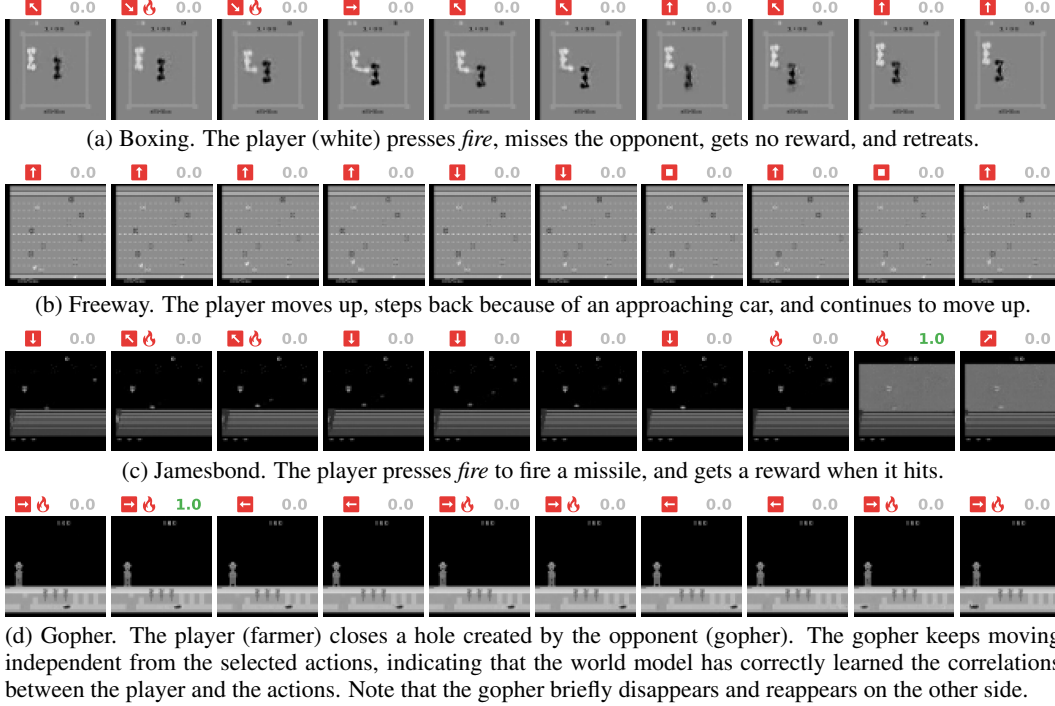 0.0 0.0 0.0 0.0 0.0 0.0 0.0 0.0 0.0 0.0
(a) Boxing. The player (white) presses fire, misses the opponent, gets no reward, and retreats.
0.0 0.0 0.0 0.0 0.0 0.0 0.0 0.0 0.0 0.0
(b) Freeway. The player moves up, steps back because of an approaching car, and continues to move up.
0.0 0.0 0.0 0.0 0.0 0.0 0.0 0.0 1.0 0.0
(c) Jamesbond. The player presses fire to fire a missile, and gets a reward when it hits.
0.0 1.0 0.0 0.0 0.0 0.0 0.0 0.0 0.0 0.0
(d) Gopher. The player (farmer) closes a hole created by the opponent (gopher). The gopher keeps moving
independent from the selected actions, indicating that the world model has correctly learned the correlations
between the player and the actions. Note that the gopher briefly disappears and reappears on the other side.